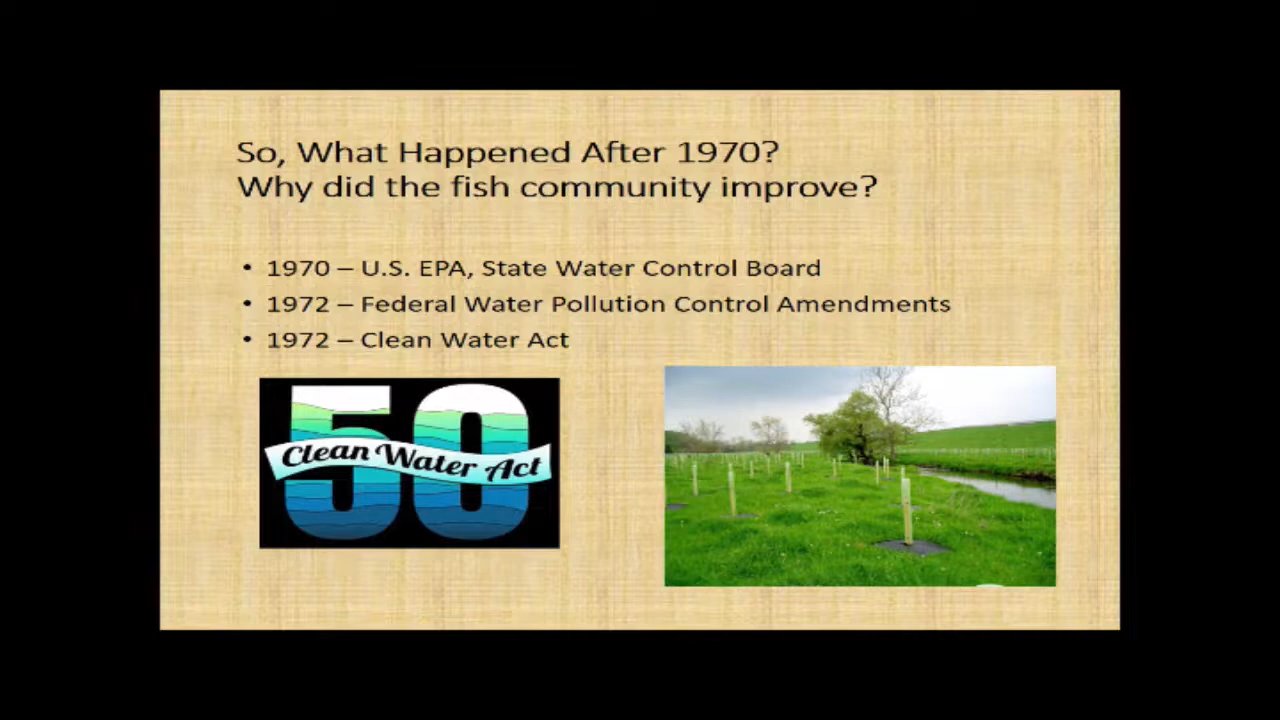 So, What Happened After 1970?
Why did the fish community improve?
• 1970 – U.S. EPA, State Water Control Board
• 1972 – Federal Water Pollution Control Amendments
• 1972 – Clean Water Act
50
Clean Water Act